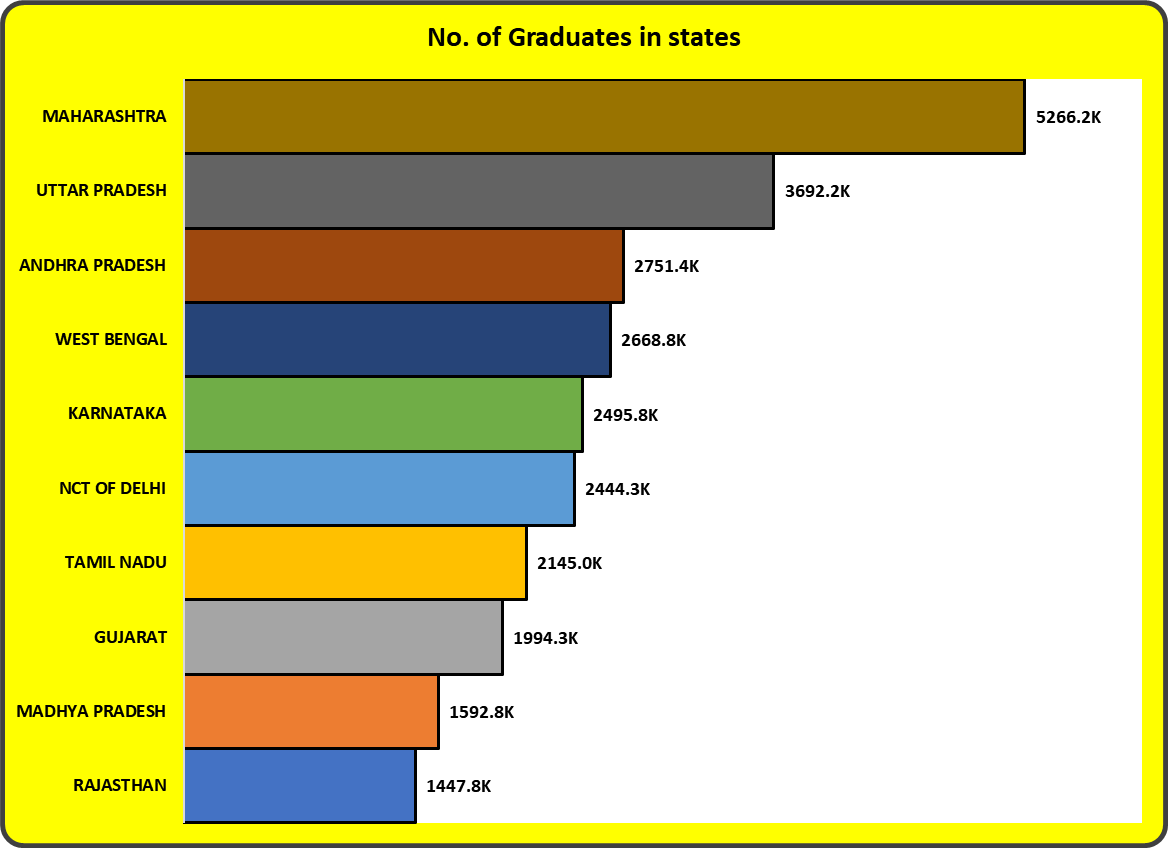 No. of Graduates in states
MAHARASHTRA 5266.2K
UTTAR PRADESH 3692.2K
ANDHRA PRADESH 2751.4K
WEST BENGAL 2668.8K
KARNATAKA 2495.8K
NCT OF DELHI 2444.3K
TAMIL NADU 2145.0K
GUJARAT 1994.3K
MADHYA PRADESH 1592.8K
RAJASTHAN 1447.8K